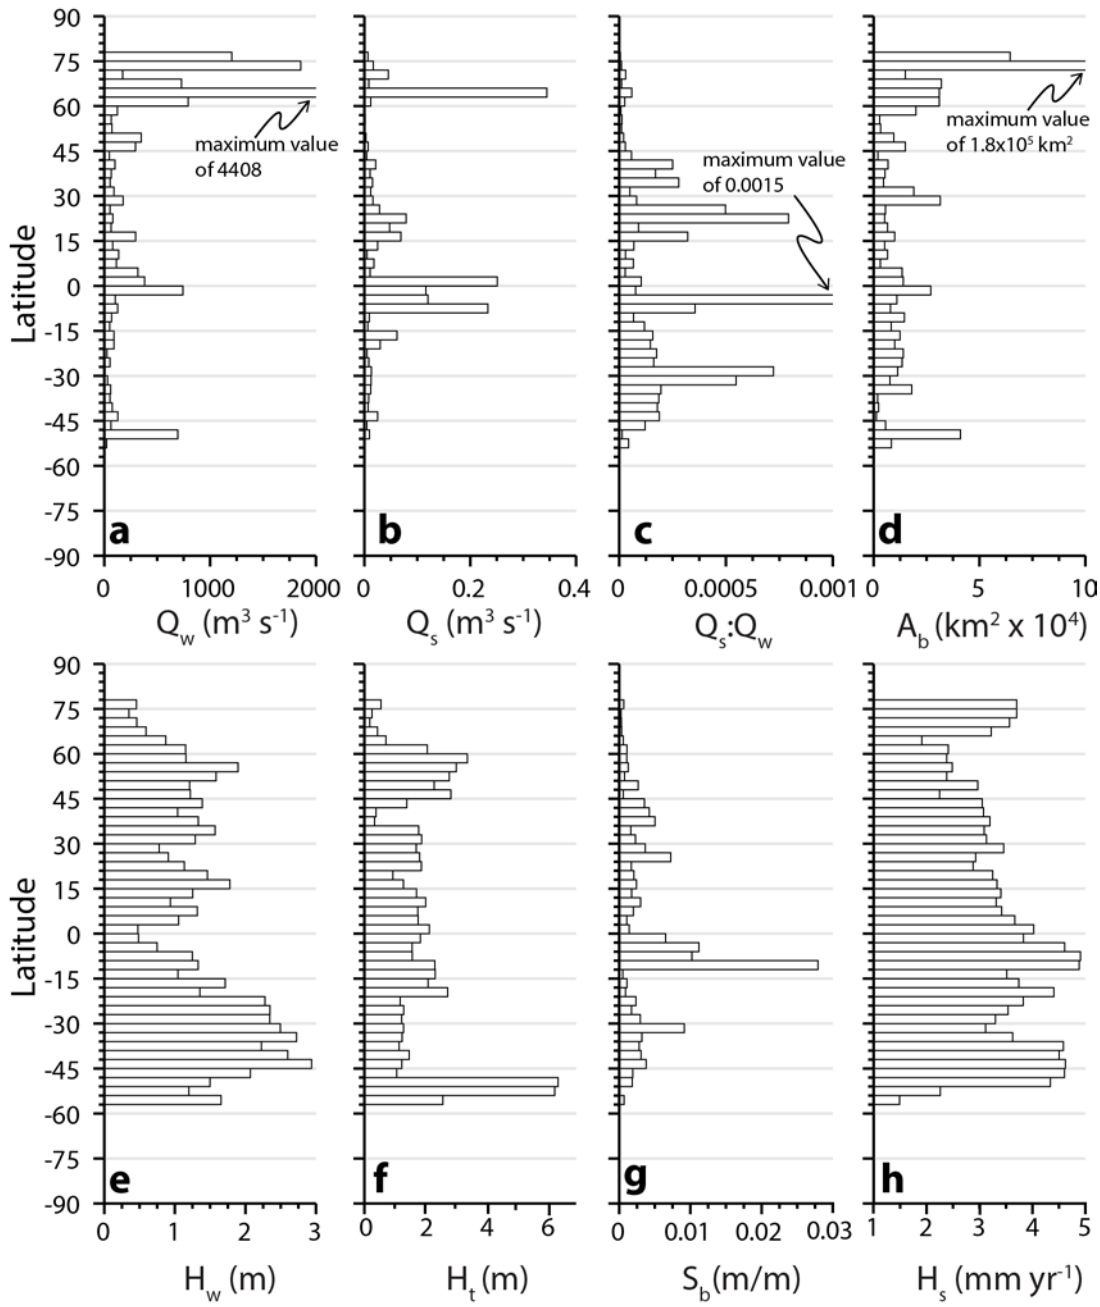 90
75
60
45
30
15
0
-15
-30
-45
-60
-75
-90
Latitude
maximum value
of 4408
a
0 1000 2000
Qw (m³ s⁻¹)
b
0 0.2 0.4
Qs (m³ s⁻¹)
maximum value
of 0.0015
c
0 0.0005 0.001
Qs:Qw
maximum value
of 1.8x10⁵ km²
d
0 5 10
Ab (km² x 10⁴)
90
75
60
45
30
15
0
-15
-30
-45
-60
-75
-90
Latitude
e
0 1 2 3
Hw (m)
f
0 2 4 6
Ht (m)
g
0 0.01 0.02 0.03
Sb (m/m)
h
1 2 3 4 5
Hs (mm yr⁻¹)